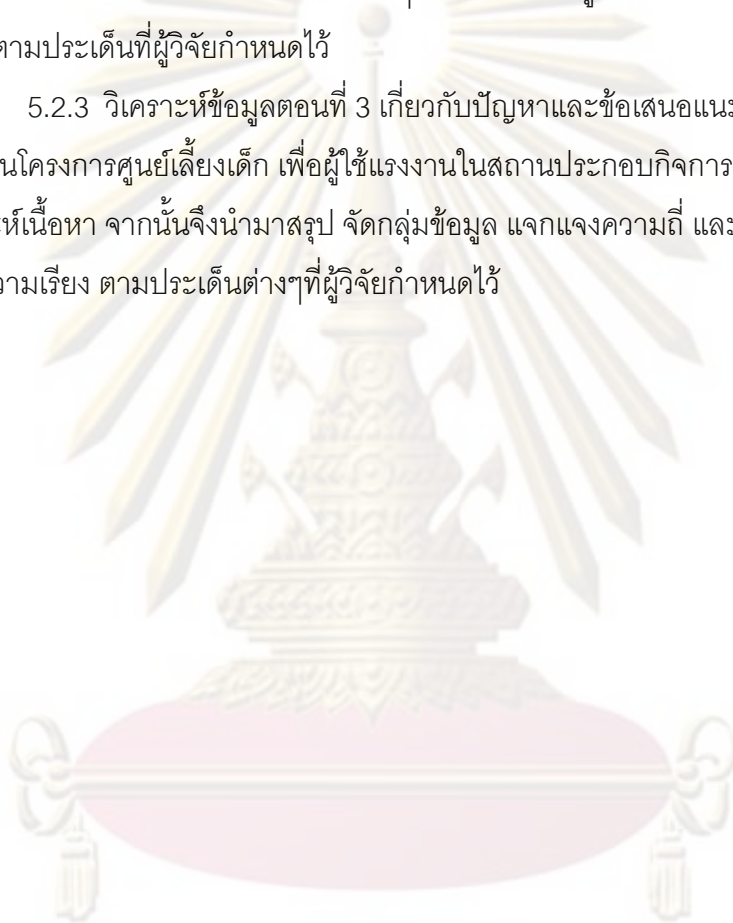 ตามประเด็นที่ผู้วิจัยกำหนดไว้
5.2.3 วิเคราะห์ข้อมูลตอนที่ 3 เกี่ยวกับปัญหาและข้อเสนอแนะ
นโครงการศูนย์เลี้ยงเด็ก เพื่อผู้ใช้แรงงานในสถานประกอบกิจการ
ห์เนื้อหา จากนั้นจึงนำมาสรุป จัดกลุ่มข้อมูล แจกแจงความถี่ และ
วามเรียง ตามประเด็นต่างๆที่ผู้วิจัยกำหนดไว้